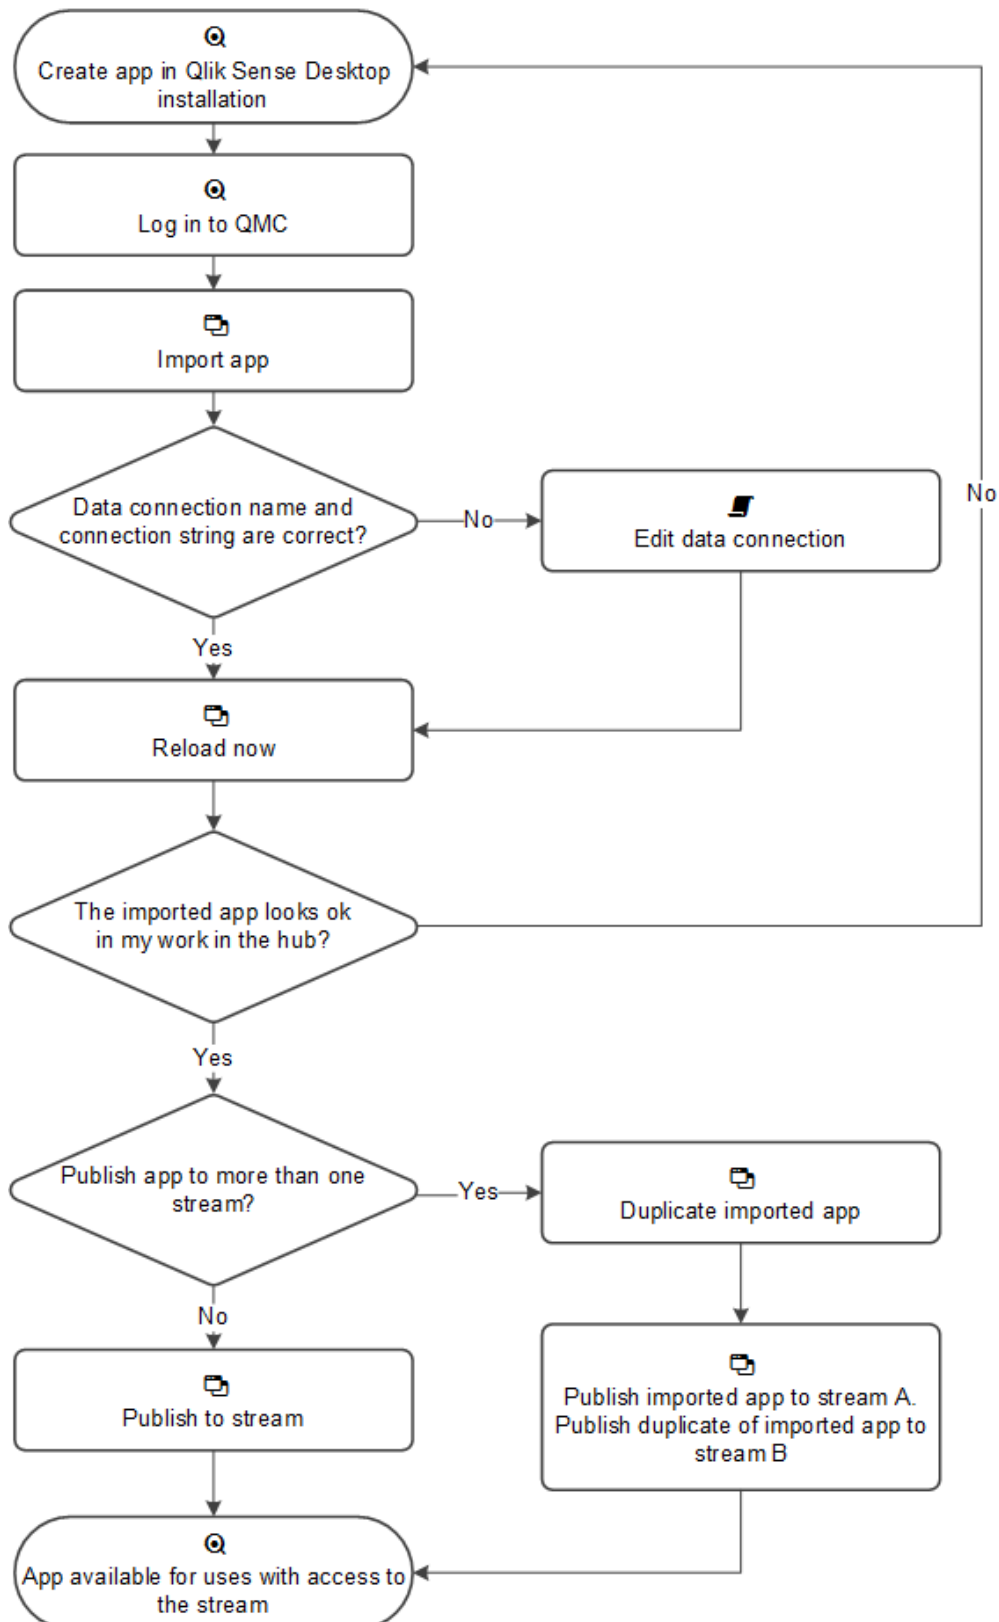 Create app in Qlik Sense Desktop
installation
Log in to QMC
Import app
Data connection name and
connection string are correct?
No
Edit data connection
No
Yes
Reload now
The imported app looks ok
in my work in the hub?
Yes
Publish app to more than one
stream?
Yes
Duplicate imported app
No
Publish to stream
Publish imported app to stream A.
Publish duplicate of imported app to
stream B
App available for uses with access to
the stream